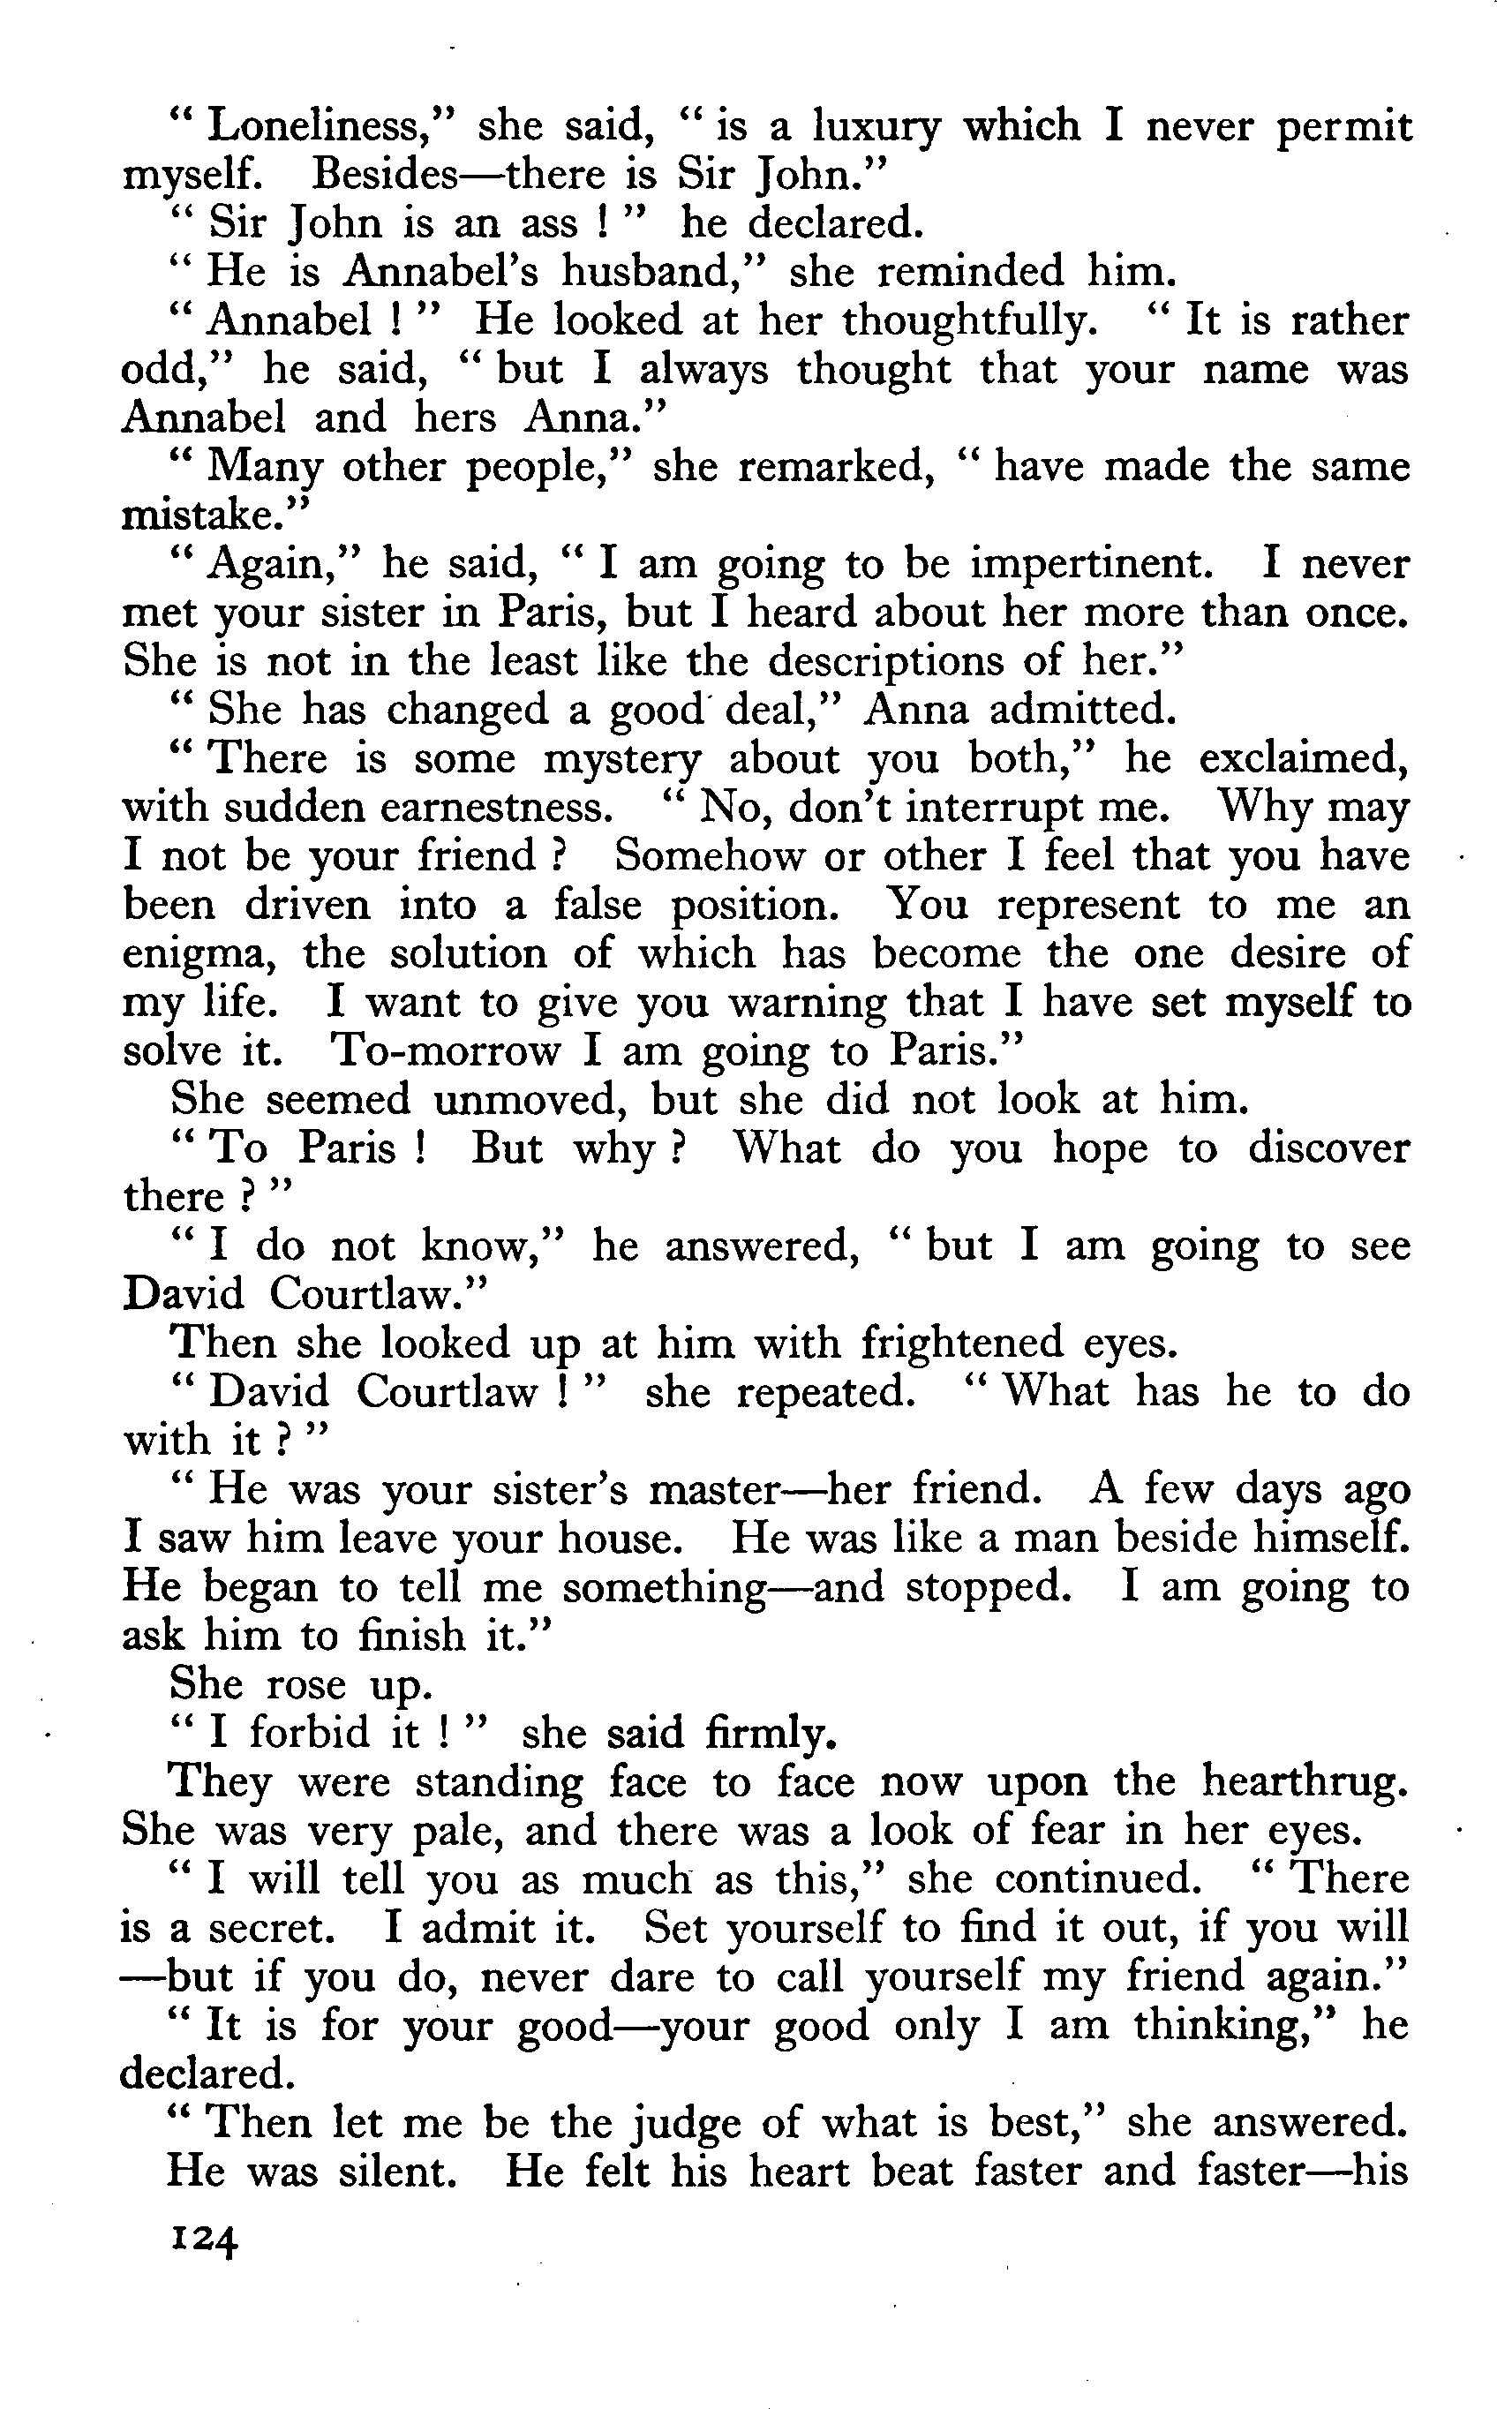 “ Loneliness,” she said, “ is a luxury which I never permit
myself. Besides—there is Sir John.”
“ Sir John is an ass ! ” he declared.
“ He is Annabel’s husband,” she reminded him.
“ Annabel ! ” He looked at her thoughtfully. “ It is rather
odd,” he said, “ but I always thought that your name was
Annabel and hers Anna.”
“ Many other people,” she remarked, “ have made the same
mistake.”
“ Again,” he said, “ I am going to be impertinent. I never
met your sister in Paris, but I heard about her more than once.
She is not in the least like the descriptions of her.”
“ She has changed a good deal,” Anna admitted.
“ There is some mystery about you both,” he exclaimed,
with sudden earnestness. “ No, don’t interrupt me. Why may
I not be your friend ? Somehow or other I feel that you have
been driven into a false position. You represent to me an
enigma, the solution of which has become the one desire of
my life. I want to give you warning that I have set myself to
solve it. To-morrow I am going to Paris.”
She seemed unmoved, but she did not look at him.
“ To Paris ! But why ? What do you hope to discover
there ? ”
“ I do not know,” he answered, “ but I am going to see
David Courtlaw.”
Then she looked up at him with frightened eyes.
“ David Courtlaw ! ” she repeated. “ What has he to do
with it ? ”
“ He was your sister’s master—her friend. A few days ago
I saw him leave your house. He was like a man beside himself.
He began to tell me something—and stopped. I am going to
ask him to finish it.”
She rose up.
“ I forbid it ! ” she said firmly.
They were standing face to face now upon the hearthrug.
She was very pale, and there was a look of fear in her eyes.
“ I will tell you as much as this,” she continued. “ There
is a secret. I admit it. Set yourself to find it out, if you will
—but if you do, never dare to call yourself my friend again.”
“ It is for your good—your good only I am thinking,” he
declared.
“ Then let me be the judge of what is best,” she answered.
He was silent. He felt his heart beat faster and faster—his
124